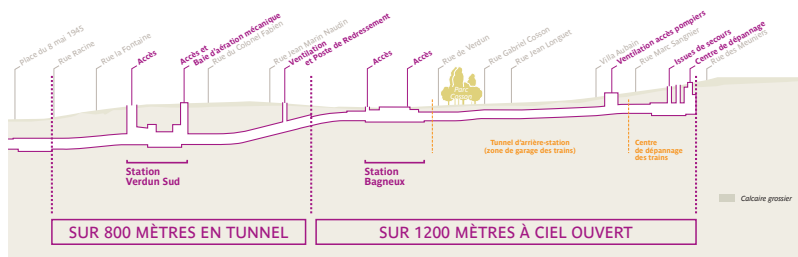 Place du 8 mai 1945
Rue Racine
Rue la Fontaine
Accès
Accès et
Baie d'aération mécanique
Rue du Colonel Fabien
Rue Jean Marin Naudin
Ventilation
et Poste de Redressement
Accès
Accès
Rue de Verdun
Parc
Cosson
Rue Gabriel Cosson
Rue Jean Longuet
Villa Aubain
Ventilation accès pompiers
Rue Marc Sangnier
Issues de secours
Centre de dépannage
Rue des Meuniers
Tunnel d'arrière-station
(zone de garage des trains)
Centre
de dépannage
des trains
Station
Verdun Sud
Station
Bagneux
Calcaire grossier
SUR 800 MÈTRES EN TUNNEL
SUR 1200 MÈTRES À CIEL OUVERT